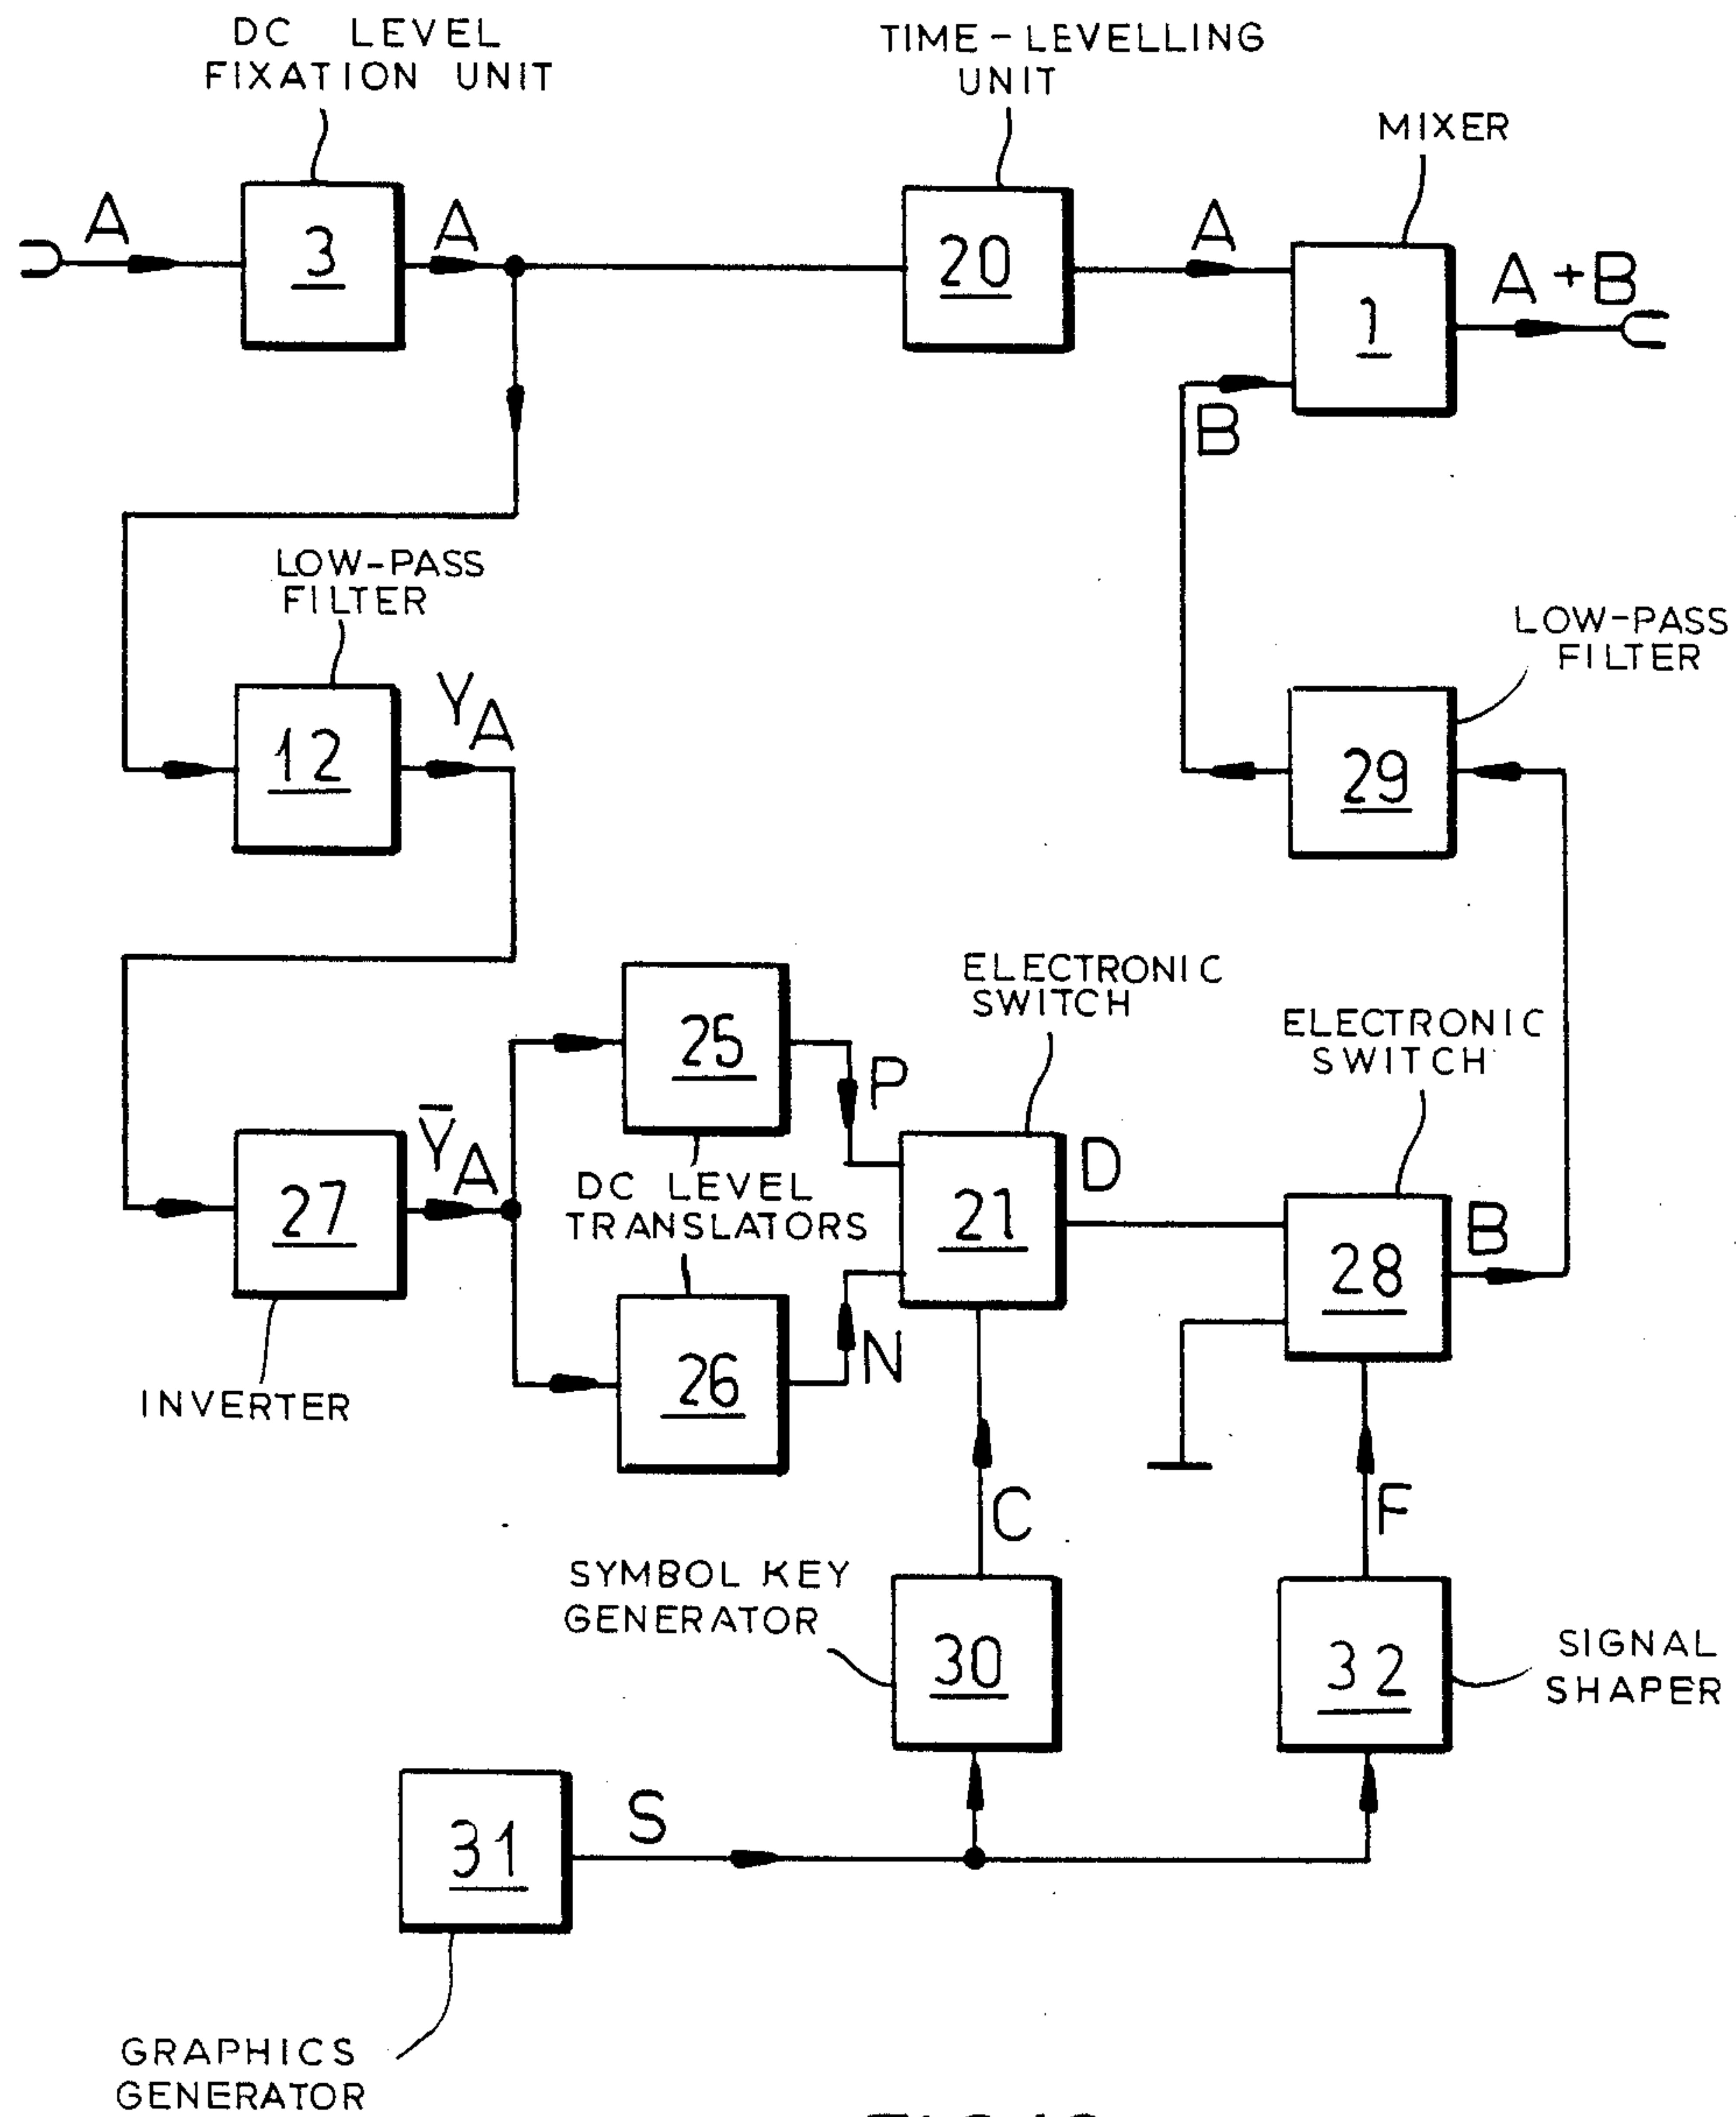 DC LEVEL
FIXATION UNIT
TIME-LEVELLING
UNIT
MIXER
A
3
A
20
A
1
A+B
B
LOW-PASS
FILTER
12
Y A
LOW-PASS
FILTER
29
25
P
ELECTRONIC
SWITCH
ELECTRONIC
SWITCH
27
Ȳ A
INVERTER
DC LEVEL
TRANSLATORS
26
N
21
D
28
B
C
F
SYMBOL KEY
GENERATOR
30
32
SIGNAL
SHAPER
31
S
GRAPHICS
GENERATOR